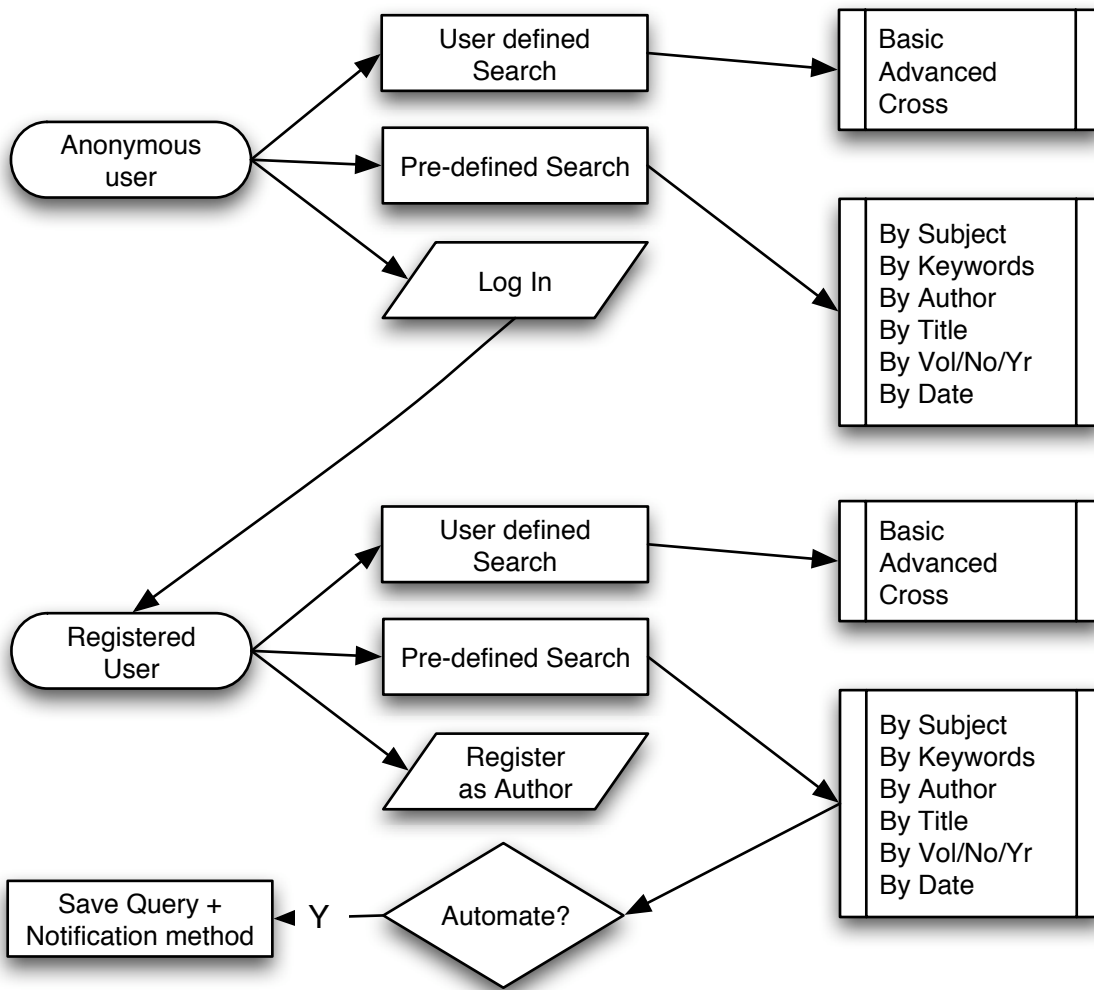 User defined
Search
Basic
Advanced
Cross
Anonymous
user
Pre-defined Search
Log In
By Subject
By Keywords
By Author
By Title
By Vol/No/Yr
By Date
User defined
Search
Basic
Advanced
Cross
Registered
User
Pre-defined Search
Register
as Author
By Subject
By Keywords
By Author
By Title
By Vol/No/Yr
By Date
Automate?
Y
Save Query +
Notification method